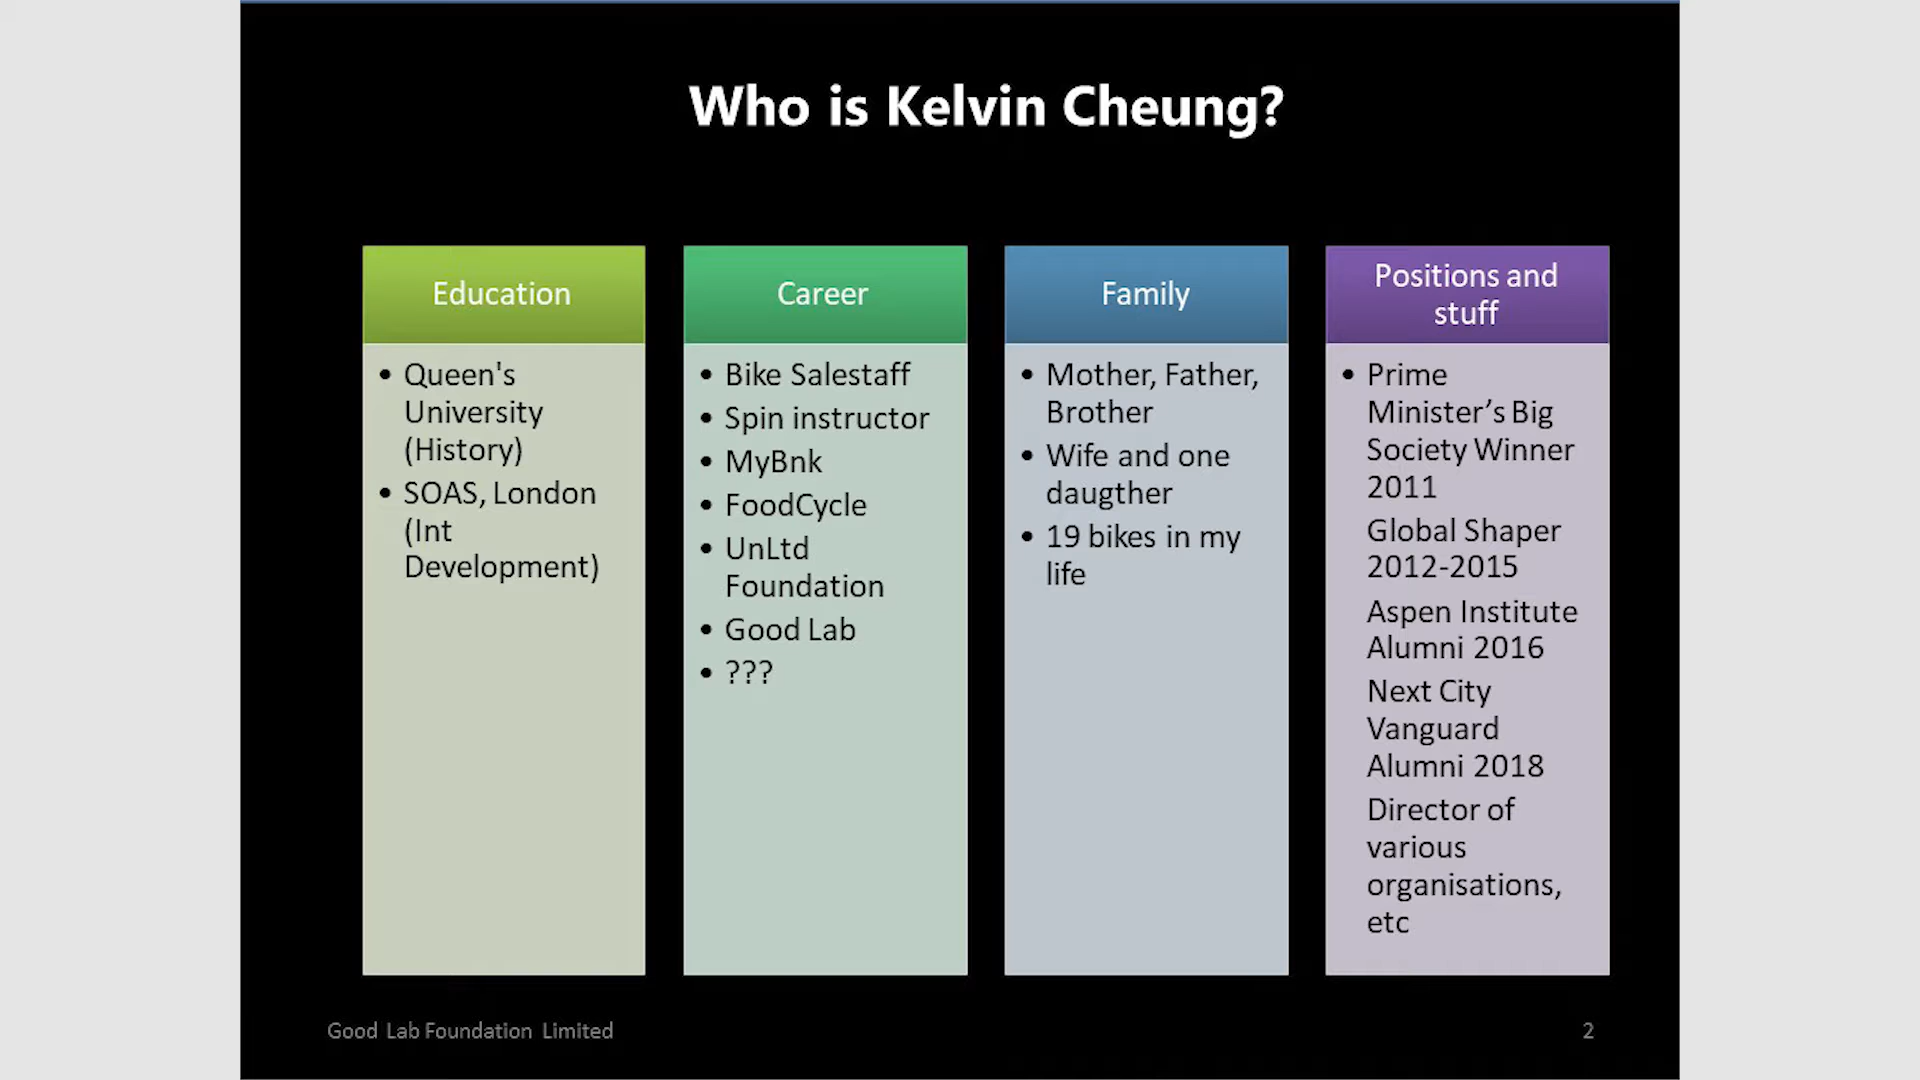 Who is Kelvin Cheung?
Education
• Queen's
University
(History)
• SOAS, London
(Int
Development)
Career
• Bike Salestaff
• Spin instructor
• MyBnk
• FoodCycle
• UnLtd
Foundation
• Good Lab
• ???
Family
• Mother, Father,
Brother
• Wife and one
daugther
• 19 bikes in my
life
Positions and
stuff
• Prime
Minister’s Big
Society Winner
2011
Global Shaper
2012-2015
Aspen Institute
Alumni 2016
Next City
Vanguard
Alumni 2018
Director of
various
organisations,
etc
Good Lab Foundation Limited
2